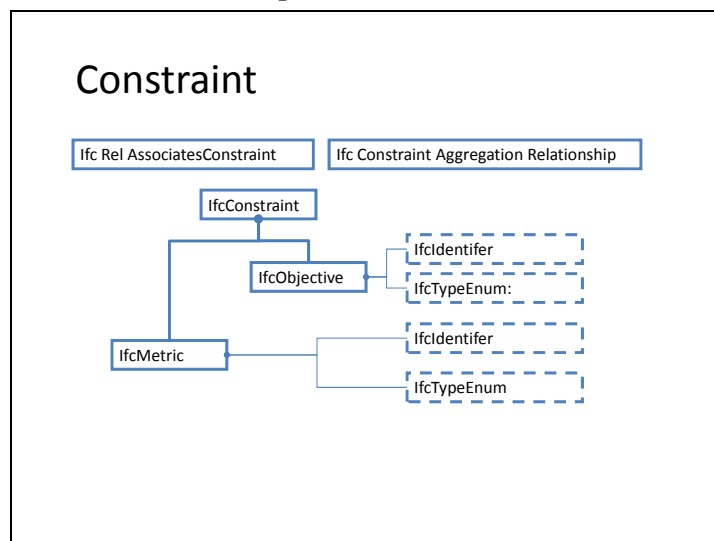 Constraint
Ifc Rel AssociatesConstraint
Ifc Constraint Aggregation Relationship
IfcConstraint
IfcIdentifer
IfcObjective
IfcTypeEnum:
IfcIdentifer
IfcMetric
IfcTypeEnum